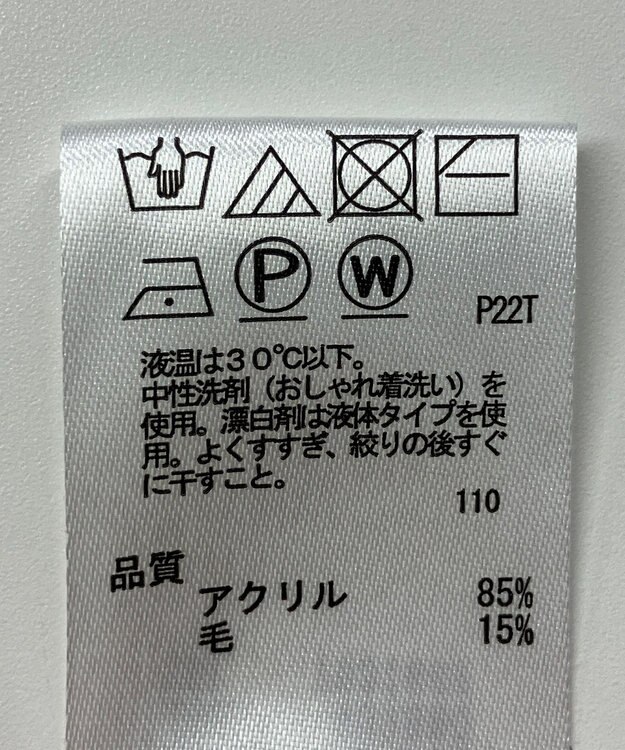 P W P22T
液温は30℃以下。
中性洗剤（おしゃれ着洗い）を
使用。漂白剤は液体タイプを使
用。よくすすぎ、絞りの後すぐ
に干すこと。
110
品質
アクリル 85%
毛 15%